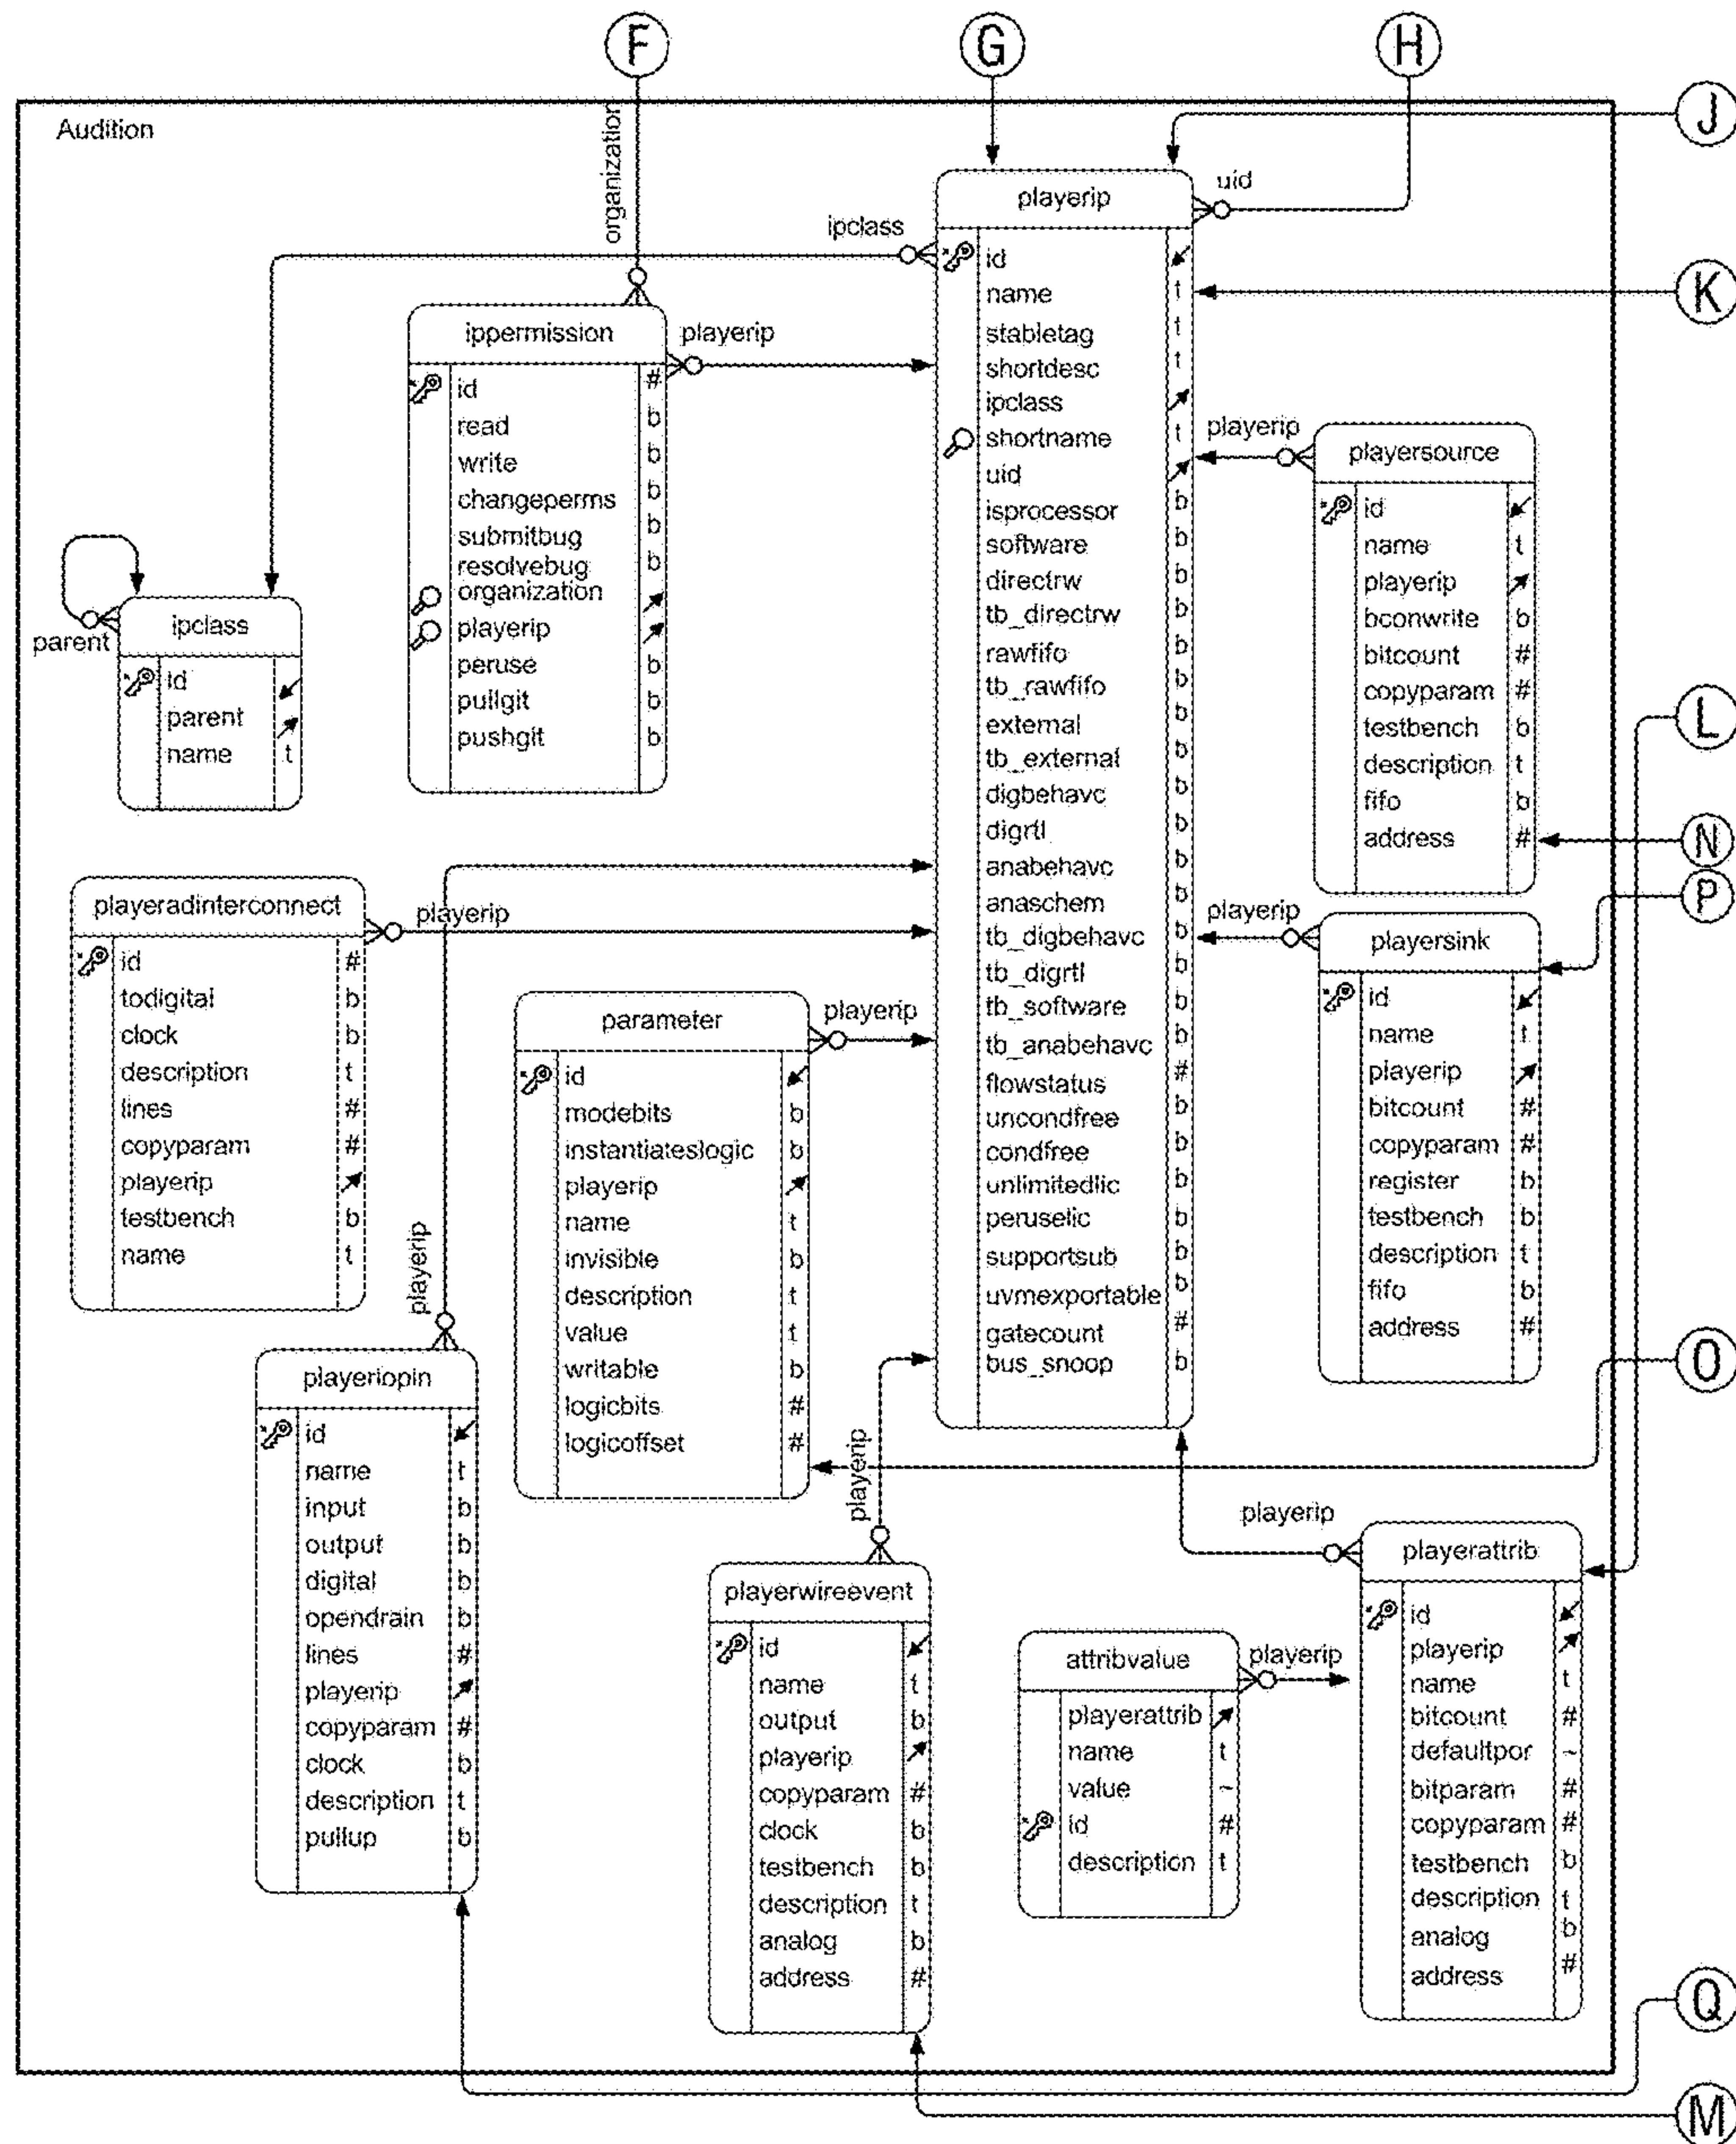 F
G
H
J
K
L
N
P
O
Q
M
Audition
organization
ipclass
uid
playerip
id
name t
stabletag t
shortdesc t
ipclass
shortname t
uid
isprocessor b
software b
directrw b
tb_directrw b
rawfifo b
tb_rawfifo b
external b
tb_external b
digbehavc b
digrtl b
anabehavc b
anaschem b
tb_digbehavc b
tb_digrtl b
tb_software b
tb_anabehavc b
flowstatus #
uncondfree b
condfree b
unlimitedlic b
peruselic b
supportsub b
uvmexportable b
gatecount #
bus_snoop b
playerip
ippermission
id #
read b
write b
changeperms b
submitbug b
resolvebug b
organization
playerip
peruse b
pullgit b
pushgit b
parent
ipclass
id
parent
name t
playerip
playersource
id
name t
playerip
bconwrite b
bitcount #
copyparam #
testbench b
description t
fifo b
address #
playerip
playeradinterconnect
id #
todigital b
clock b
description t
lines #
copyparam #
playerip
testbench b
name t
playerip
playersink
id
name t
playerip
bitcount #
copyparam #
register b
testbench b
description t
fifo b
address #
playerip
parameter
id
modebits b
instantiateslogic b
playerip
name t
invisible b
description t
value t
writable b
logicbits #
logicoffset #
playerip
playeriopin
id
name t
input b
output b
digital b
opendrain b
lines #
playerip
copyparam #
clock b
description t
pullup b
playerip
playerwireevent
id
name t
output b
playerip
copyparam #
clock b
testbench b
description t
analog b
address #
playerip
attribvalue
playerattrib
name t
value ~
id #
description t
playerip
playerattrib
id
playerip
name t
bitcount #
defaultpor ~
bitparam #
copyparam #
testbench b
description t
analog b
address #